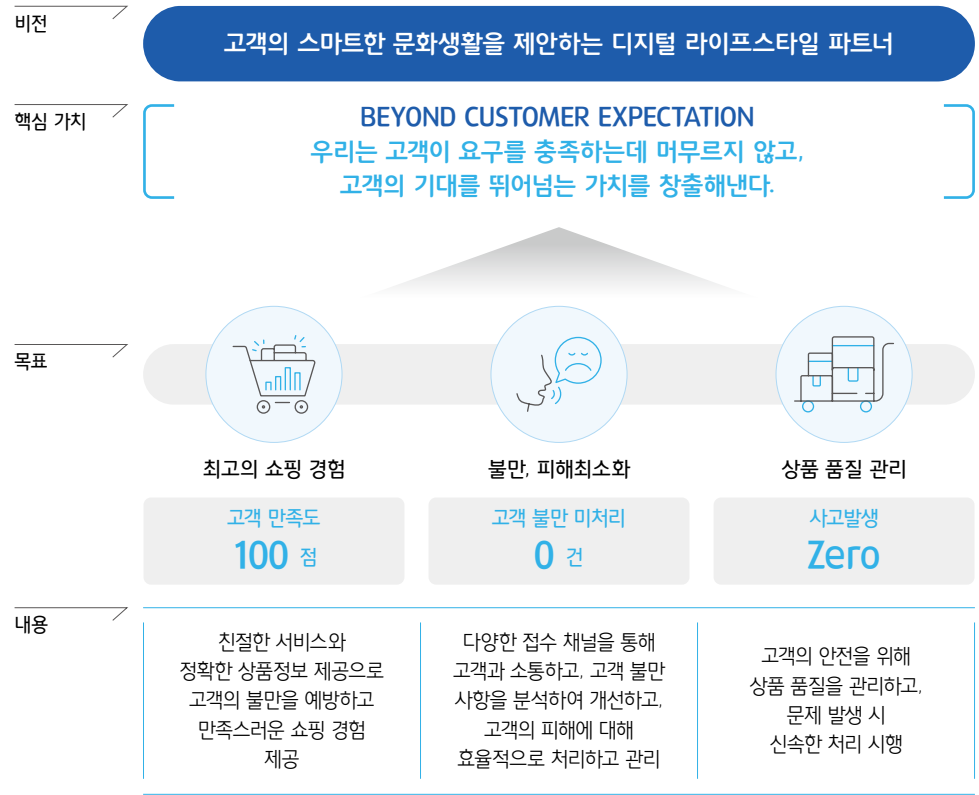 비전
고객의 스마트한 문화생활을 제안하는 디지털 라이프스타일 파트너
핵심 가치
BEYOND CUSTOMER EXPECTATION
우리는 고객이 요구를 충족하는데 머무르지 않고,
고객의 기대를 뛰어넘는 가치를 창출해낸다.
목표
최고의 쇼핑 경험
고객 만족도
100 점
불만, 피해최소화
고객 불만 미처리
0 건
상품 품질 관리
사고발생
Zero
내용
친절한 서비스와
정확한 상품정보 제공으로
고객의 불만을 예방하고
만족스러운 쇼핑 경험
제공
다양한 접수 채널을 통해
고객과 소통하고, 고객 불만
사항을 분석하여 개선하고,
고객의 피해에 대해
효율적으로 처리하고 관리
고객의 안전을 위해
상품 품질을 관리하고,
문제 발생 시
신속한 처리 시행